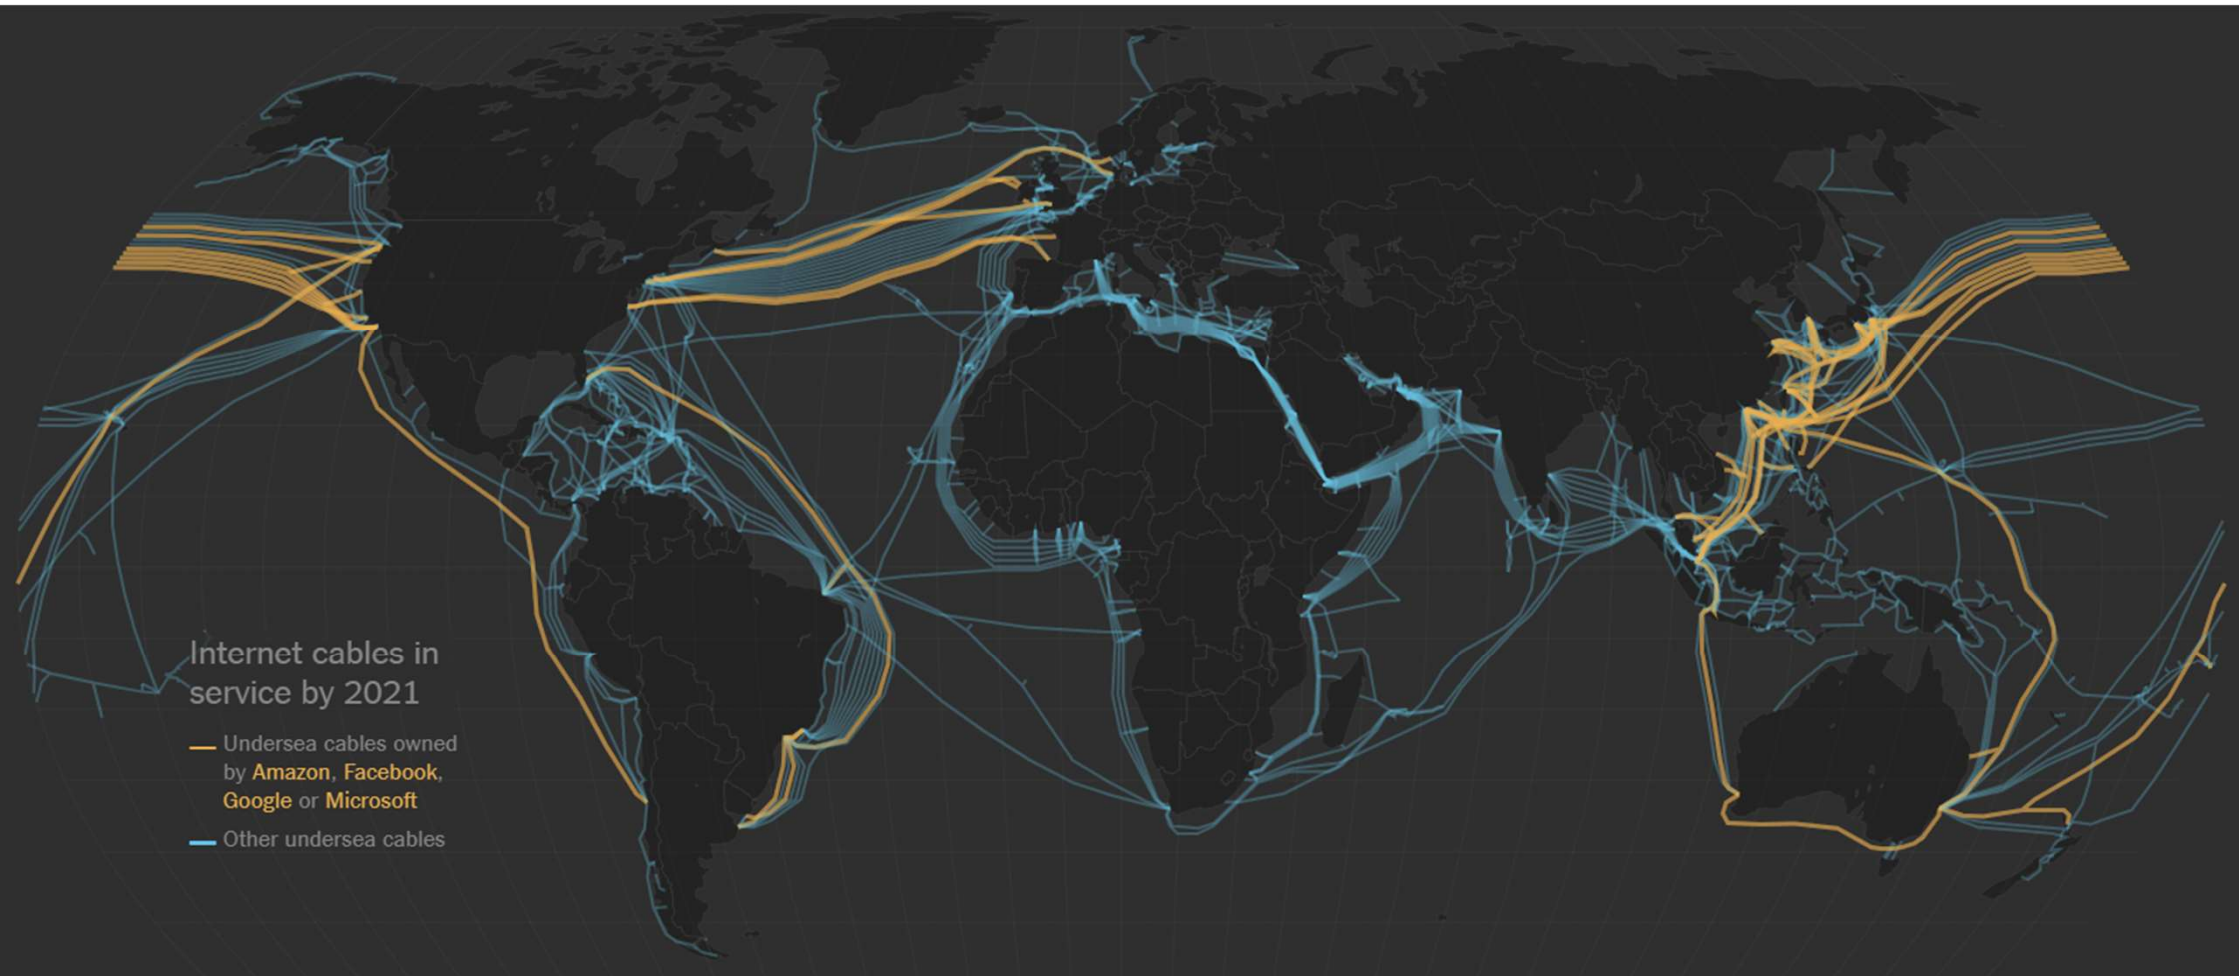 Internet cables in
service by 2021
Undersea cables owned
by Amazon, Facebook,
Google or Microsoft
Other undersea cables